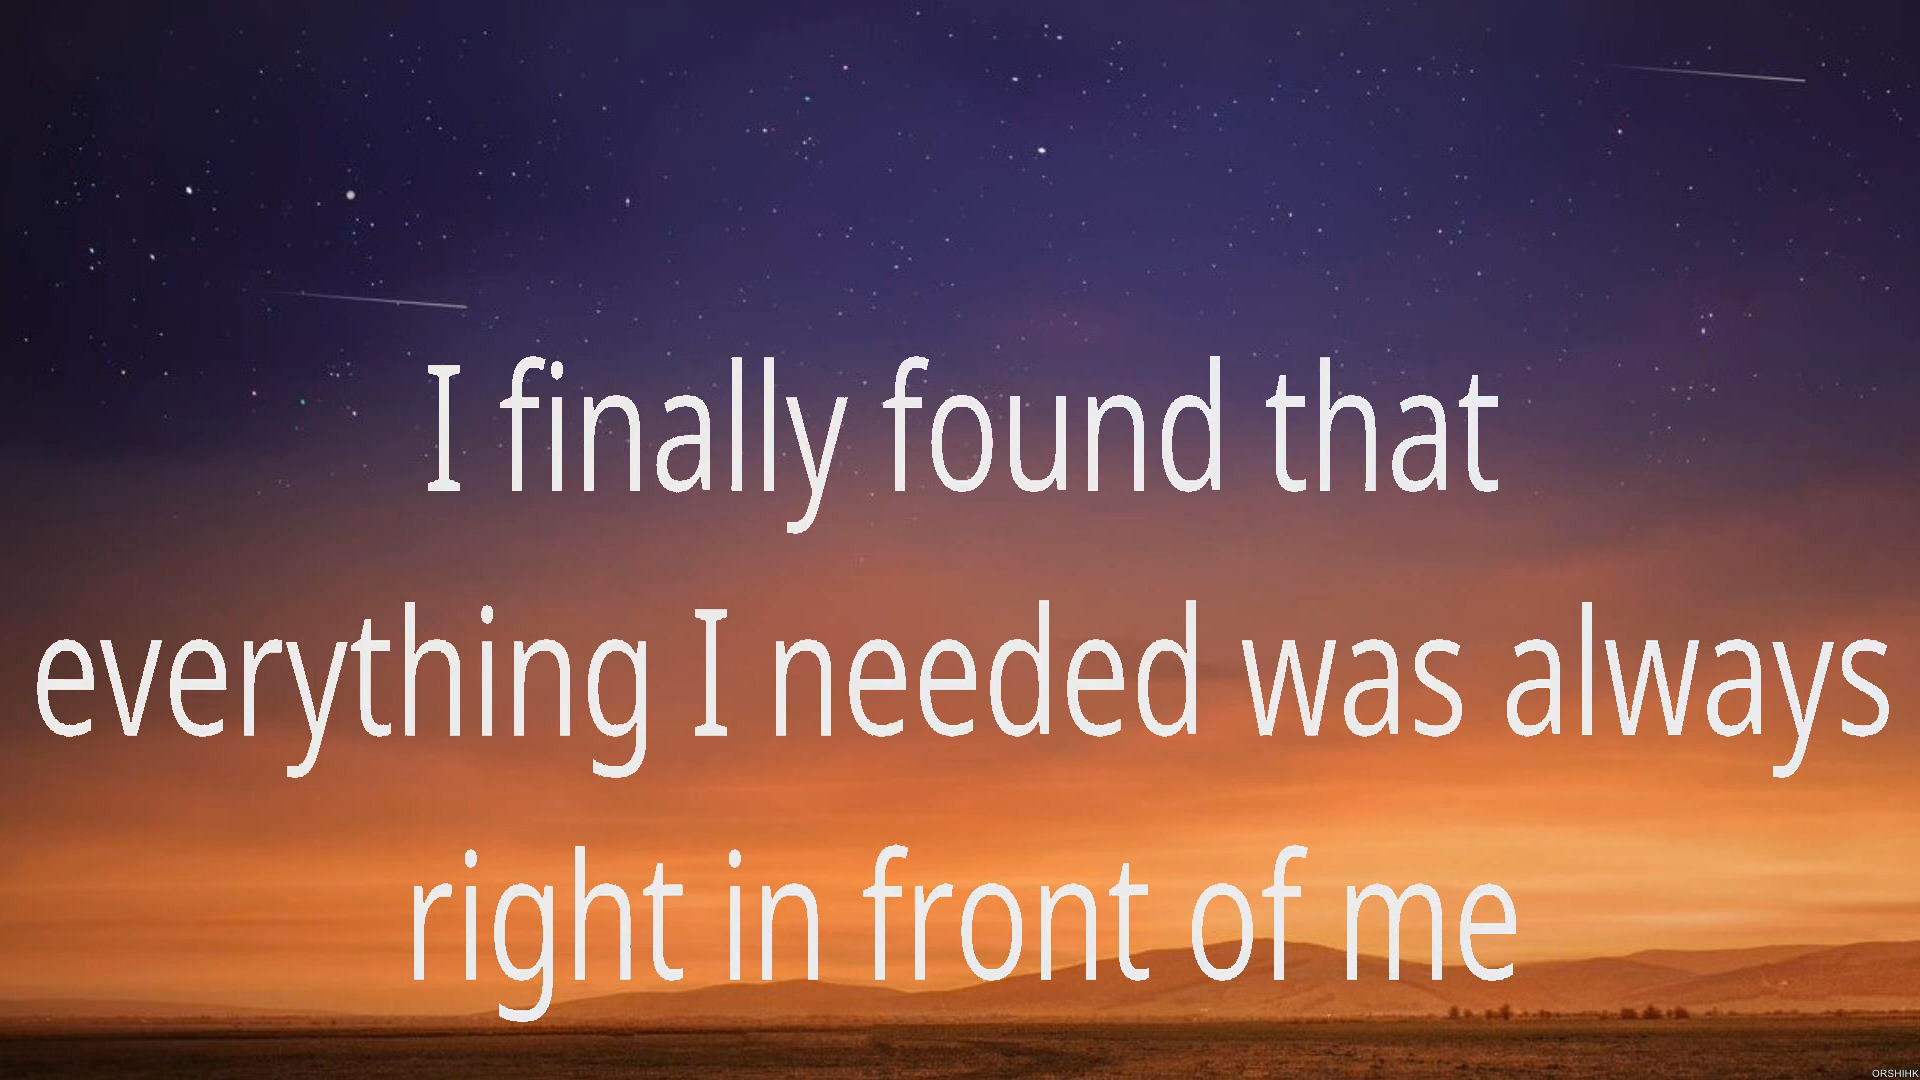 I finally found that
everything I needed was always
right in front of me
ORSHIHK